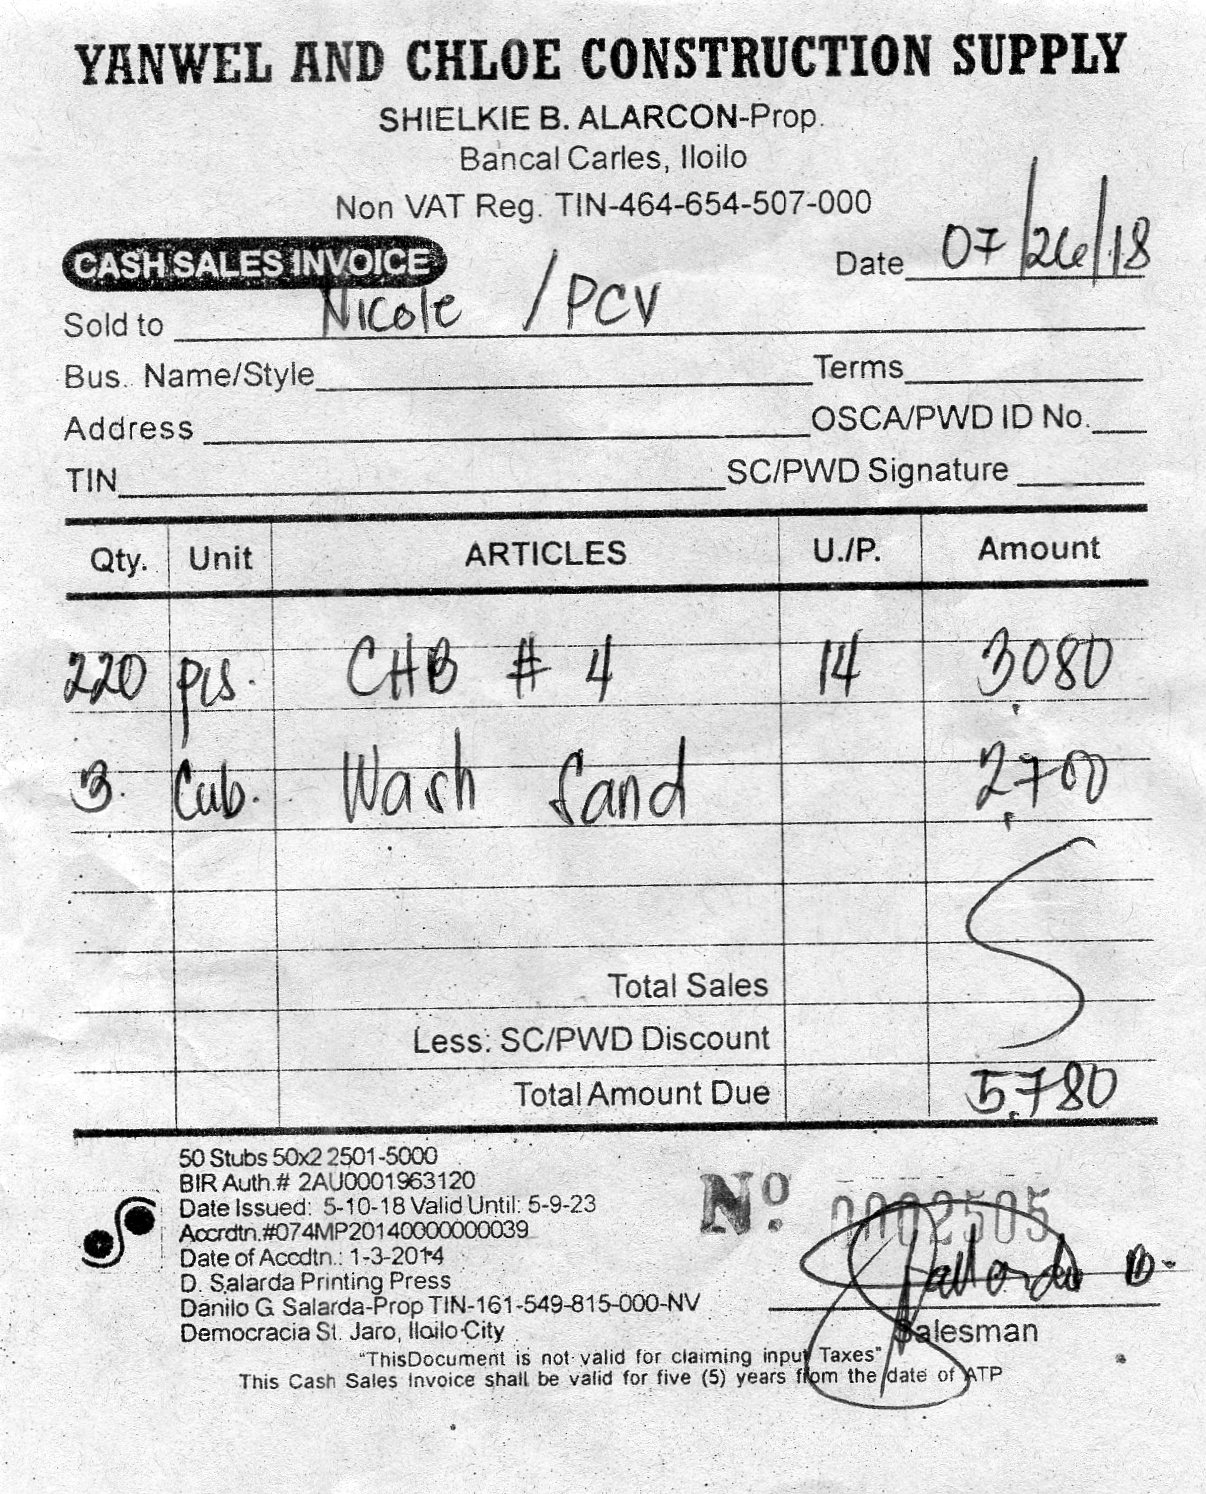 YANWEL AND CHLOE CONSTRUCTION SUPPLY
SHIELKIE B. ALARCON-Prop.
Bancal Carles, Iloilo
Non VAT Reg. TIN-464-654-507-000
CASH SALES INVOICE
Date 07/26/18
Sold to Nicole / PCV
Bus. Name/Style Terms
Address OSCA/PWD ID No.
TIN SC/PWD Signature
Qty. Unit ARTICLES U./P. Amount
220 pcs. CHB # 4 14 3,080
3. Cub. Wash Sand 2,700
Total Sales
Less: SC/PWD Discount
Total Amount Due 5,780
50 Stubs 50x2 2501-5000
BIR Auth.# 2AU0001963120
Date Issued: 5-10-18 Valid Until: 5-9-23
Accrdtn.#074MP20140000000039
Date of Accdtn.: 1-3-2014
D. Salarda Printing Press
Danilo G. Salarda-Prop TIN-161-549-815-000-NV
Democracia St. Jaro, Iloilo City
No. 0002505
Salesman
"ThisDocument is not valid for claiming input Taxes"
This Cash Sales Invoice shall be valid for five (5) years from the date of ATP